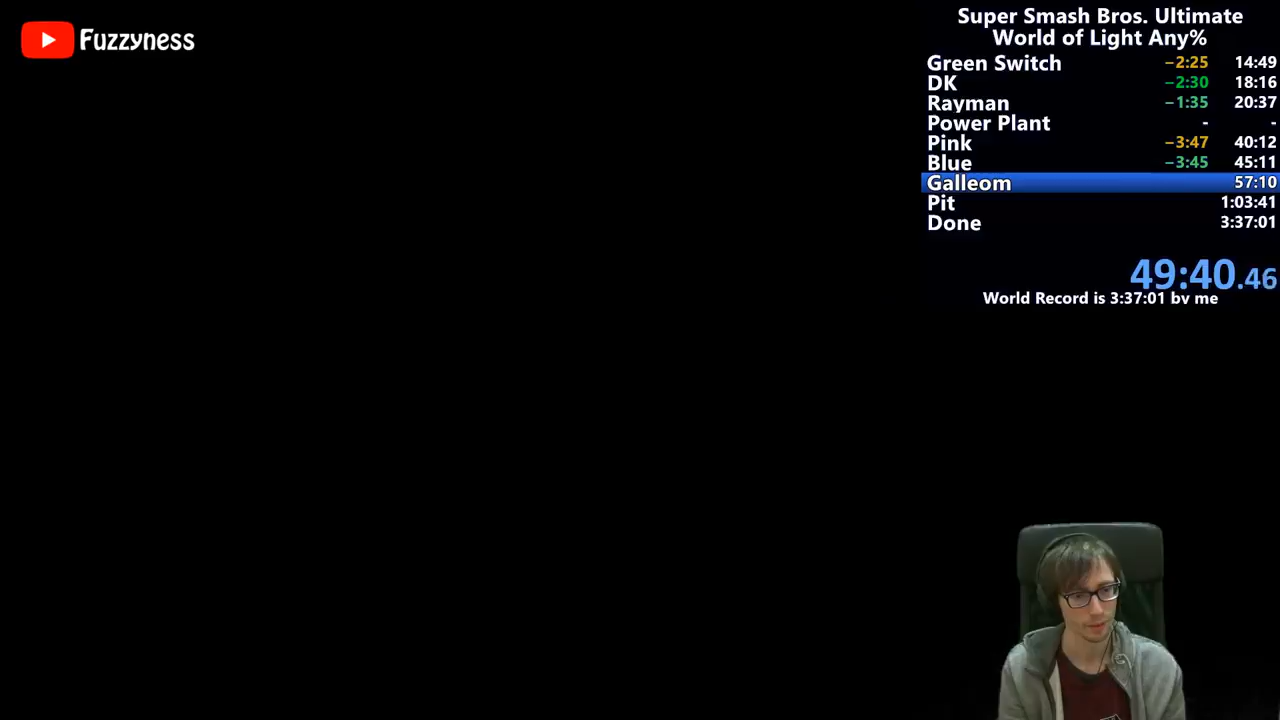 Fuzzyness
Super Smash Bros. Ultimate
World of Light Any%
Green Switch -2:25 14:49
DK -2:30 18:16
Rayman -1:35 20:37
Power Plant - -
Pink -3:47 40:12
Blue -3:45 45:11
Galleom 57:10
Pit 1:03:41
Done 3:37:01
49:40.46
World Record is 3:37:01 by me